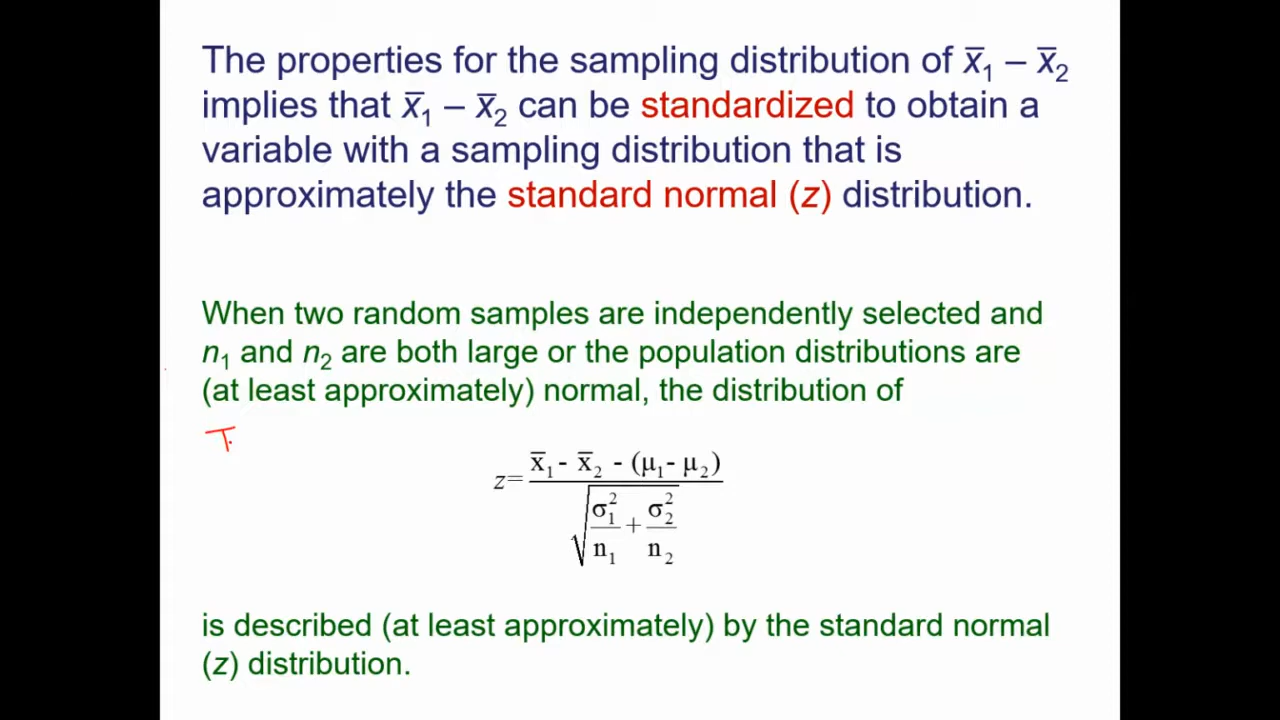 The properties for the sampling distribution of x̄₁ – x̄₂
implies that x̄₁ – x̄₂ can be standardized to obtain a
variable with a sampling distribution that is
approximately the standard normal (z) distribution.
When two random samples are independently selected and
n₁ and n₂ are both large or the population distributions are
(at least approximately) normal, the distribution of
T
z = (x̄₁ - x̄₂ - (μ₁ - μ₂)) / √(σ₁²/n₁ + σ₂²/n₂)
is described (at least approximately) by the standard normal
(z) distribution.